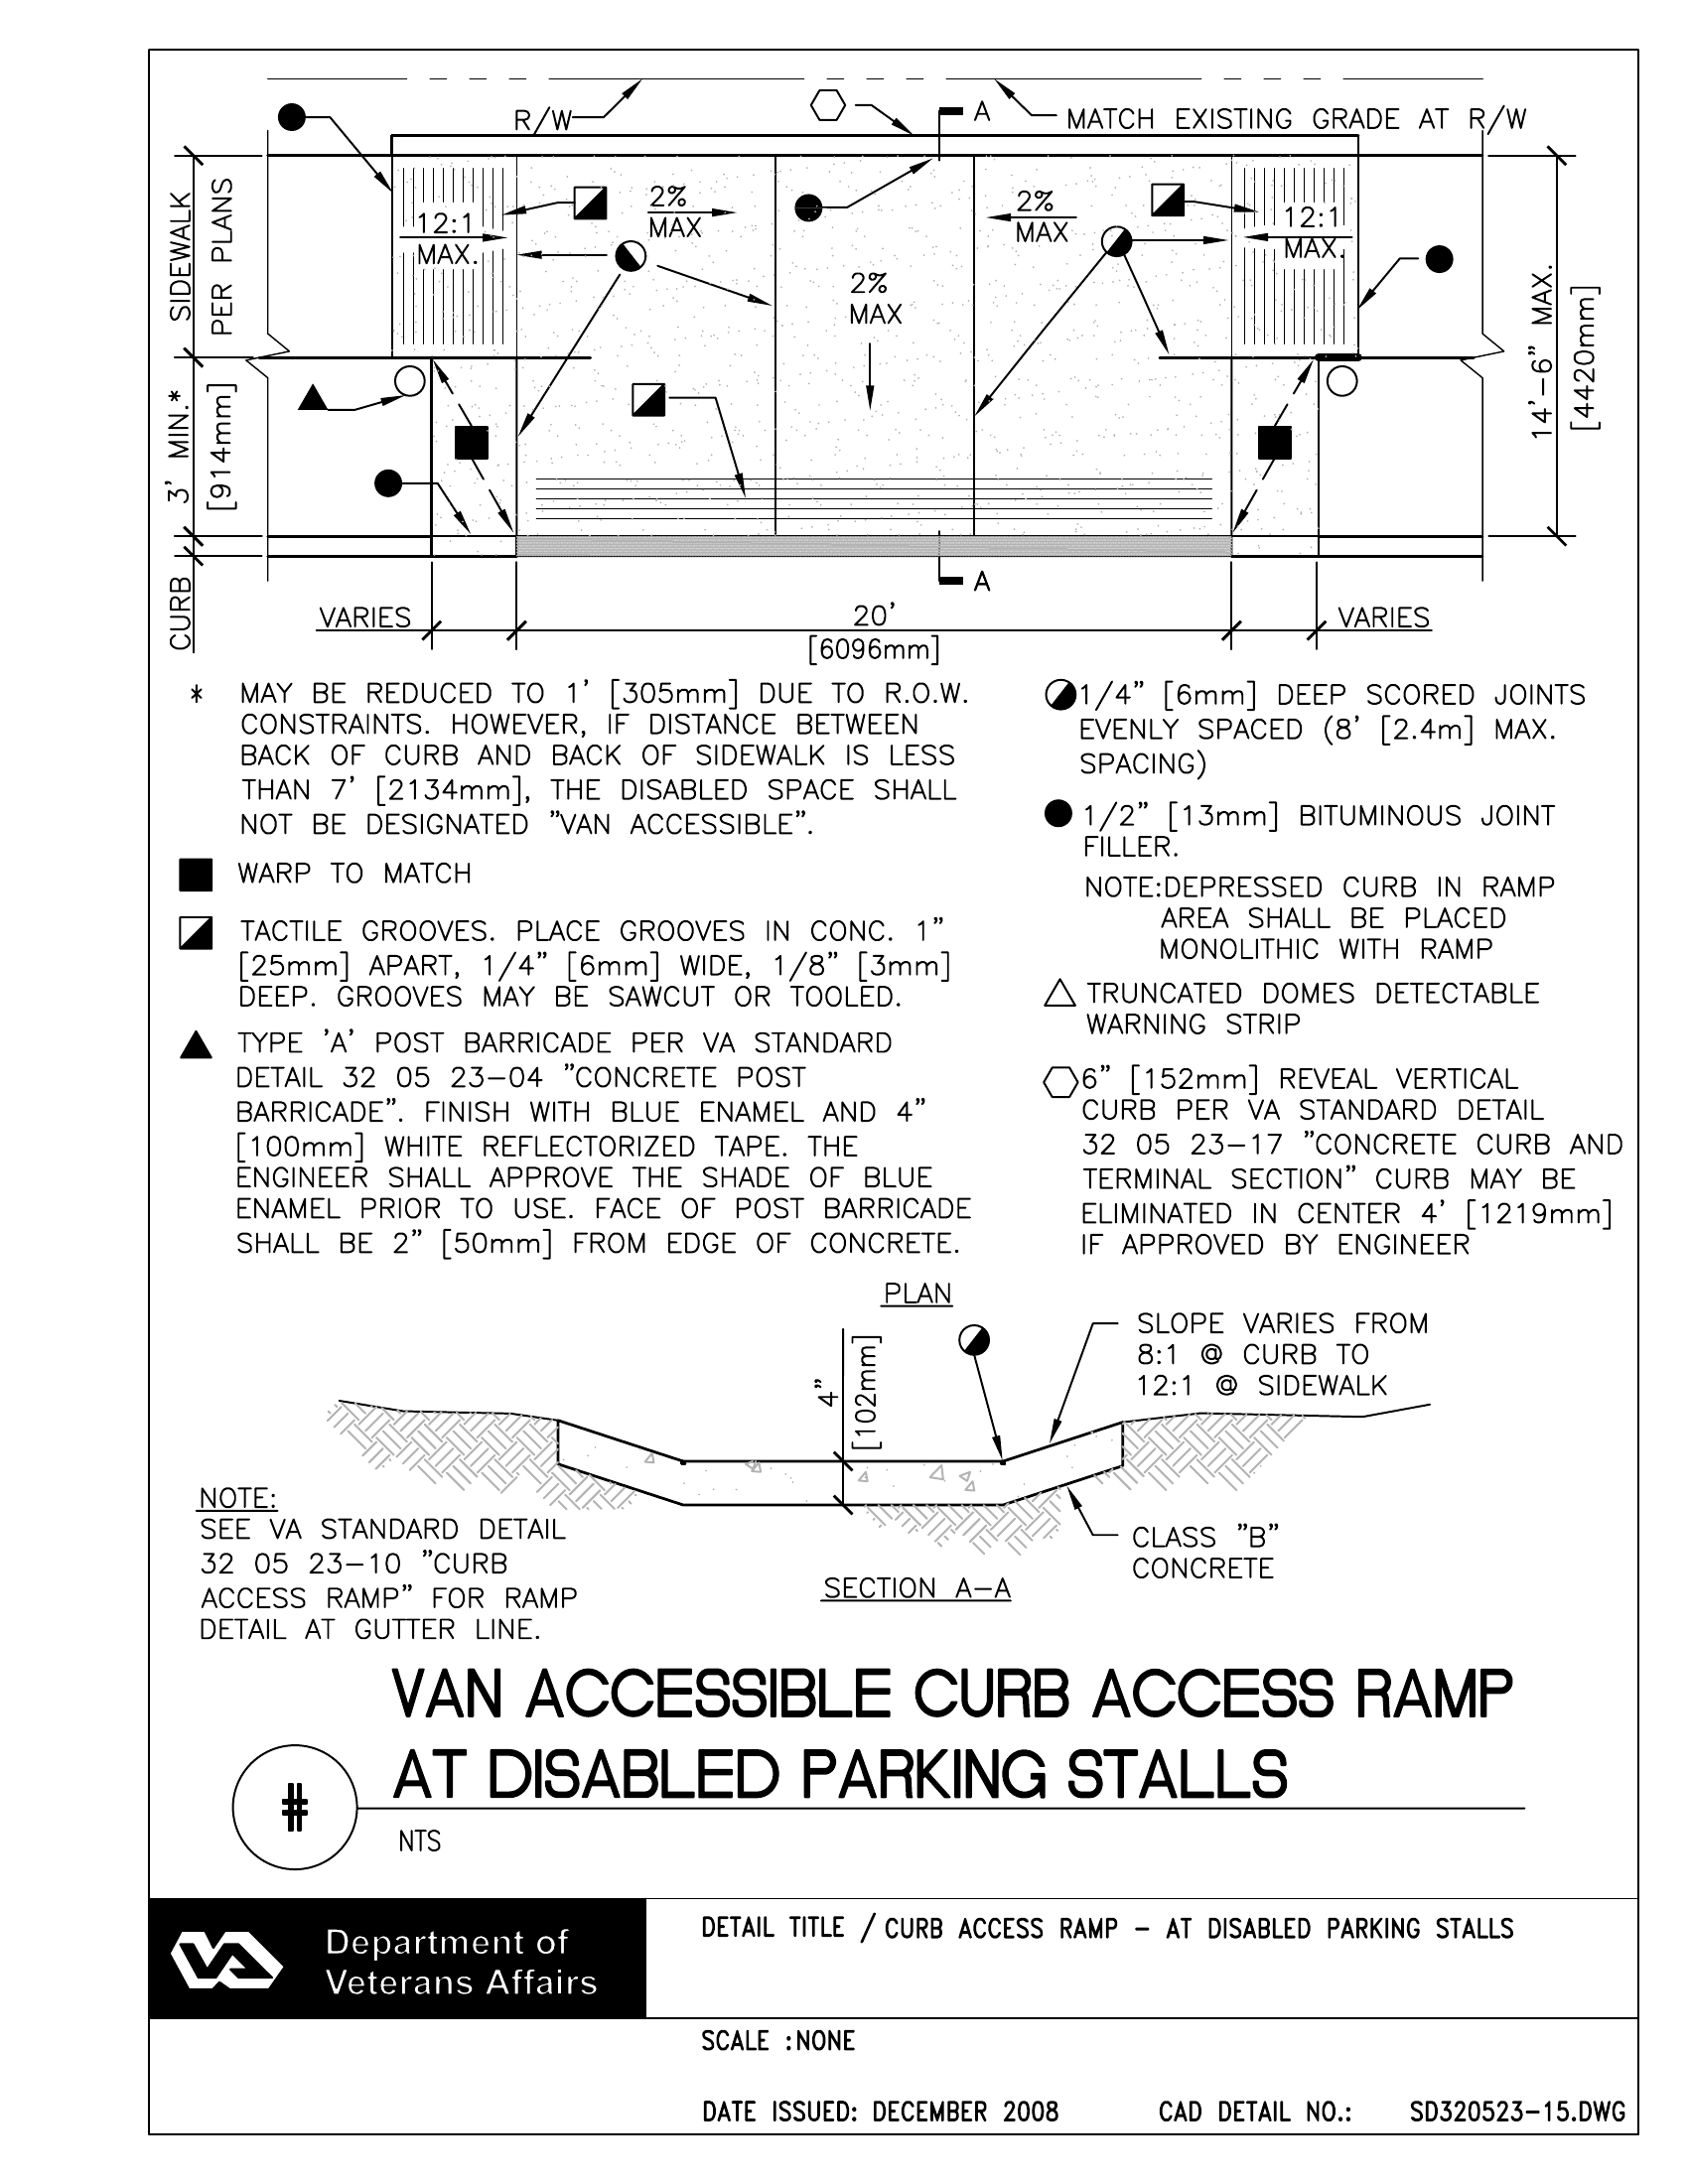 R/W
A
MATCH EXISTING GRADE AT R/W
SIDEWALK
PER PLANS
12:1
MAX.
2%
MAX
2%
MAX
2%
MAX
12:1
MAX.
14'-6" MAX.
[4420mm]
3' MIN.*
[914mm]
CURB
A
VARIES
20'
[6096mm]
VARIES
* MAY BE REDUCED TO 1' [305mm] DUE TO R.O.W.
CONSTRAINTS. HOWEVER, IF DISTANCE BETWEEN
BACK OF CURB AND BACK OF SIDEWALK IS LESS
THAN 7' [2134mm], THE DISABLED SPACE SHALL
NOT BE DESIGNATED "VAN ACCESSIBLE".
WARP TO MATCH
TACTILE GROOVES. PLACE GROOVES IN CONC. 1"
[25mm] APART, 1/4" [6mm] WIDE, 1/8" [3mm]
DEEP. GROOVES MAY BE SAWCUT OR TOOLED.
TYPE 'A' POST BARRICADE PER VA STANDARD
DETAIL 32 05 23-04 "CONCRETE POST
BARRICADE". FINISH WITH BLUE ENAMEL AND 4"
[100mm] WHITE REFLECTORIZED TAPE. THE
ENGINEER SHALL APPROVE THE SHADE OF BLUE
ENAMEL PRIOR TO USE. FACE OF POST BARRICADE
SHALL BE 2" [50mm] FROM EDGE OF CONCRETE.
1/4" [6mm] DEEP SCORED JOINTS
EVENLY SPACED (8' [2.4m] MAX.
SPACING)
1/2" [13mm] BITUMINOUS JOINT
FILLER.
NOTE:DEPRESSED CURB IN RAMP
AREA SHALL BE PLACED
MONOLITHIC WITH RAMP
TRUNCATED DOMES DETECTABLE
WARNING STRIP
6" [152mm] REVEAL VERTICAL
CURB PER VA STANDARD DETAIL
32 05 23-17 "CONCRETE CURB AND
TERMINAL SECTION" CURB MAY BE
ELIMINATED IN CENTER 4' [1219mm]
IF APPROVED BY ENGINEER
PLAN
4"
[102mm]
SLOPE VARIES FROM
8:1 @ CURB TO
12:1 @ SIDEWALK
CLASS "B"
CONCRETE
SECTION A-A
NOTE:
SEE VA STANDARD DETAIL
32 05 23-10 "CURB
ACCESS RAMP" FOR RAMP
DETAIL AT GUTTER LINE.
VAN ACCESSIBLE CURB ACCESS RAMP
AT DISABLED PARKING STALLS
#
NTS
VA
Department of
Veterans Affairs
DETAIL TITLE / CURB ACCESS RAMP - AT DISABLED PARKING STALLS
SCALE :NONE
DATE ISSUED: DECEMBER 2008
CAD DETAIL NO.: SD320523-15.DWG